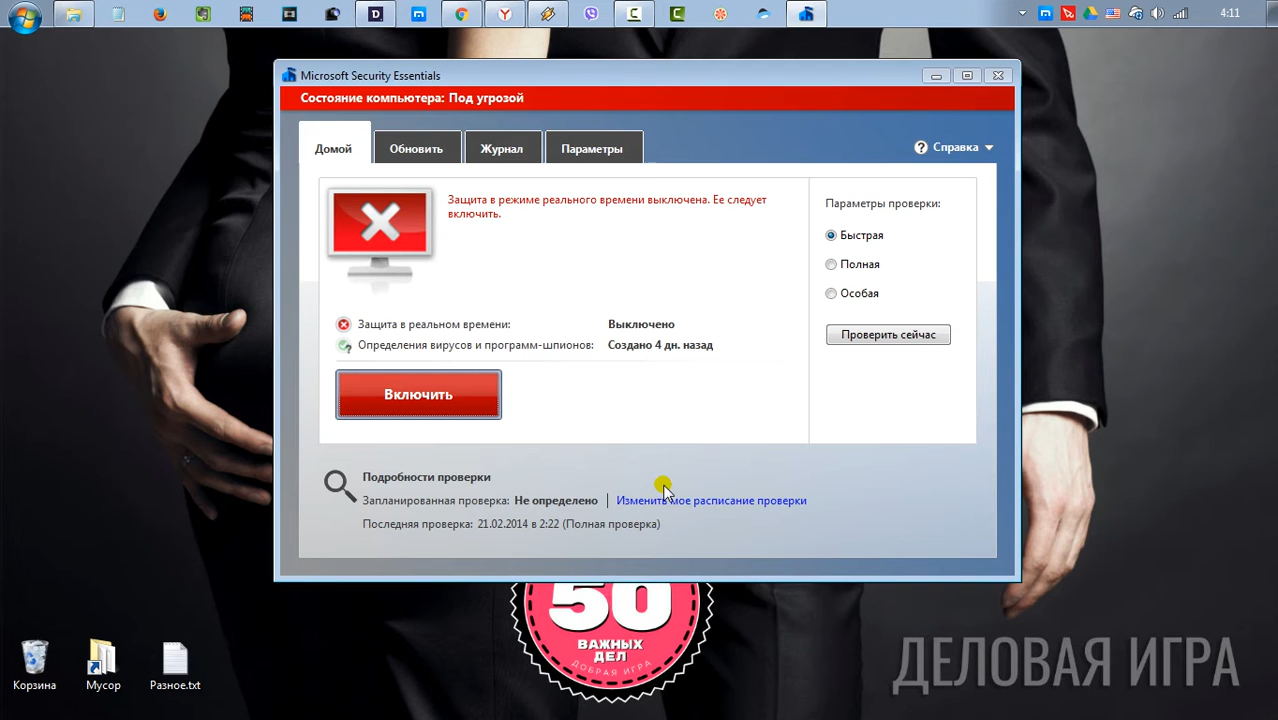 4:11
Microsoft Security Essentials
Состояние компьютера: Под угрозой
Домой
Обновить
Журнал
Параметры
Справка
Защита в режиме реального времени выключена. Ее следует
включить.
Параметры проверки:
Быстрая
Полная
Особая
Проверить сейчас
Защита в реальном времени: Выключено
Определения вирусов и программ-шпионов: Создано 4 дн. назад
Включить
Подробности проверки
Запланированная проверка: Не определено | Изменить мое расписание проверки
Последняя проверка: 21.02.2014 в 2:22 (Полная проверка)
50
ВАЖНЫХ
ДЕЛ
ДОБРАЯ ИГРА
ДЕЛОВАЯ ИГРА
Корзина
Мусор
Разное.txt